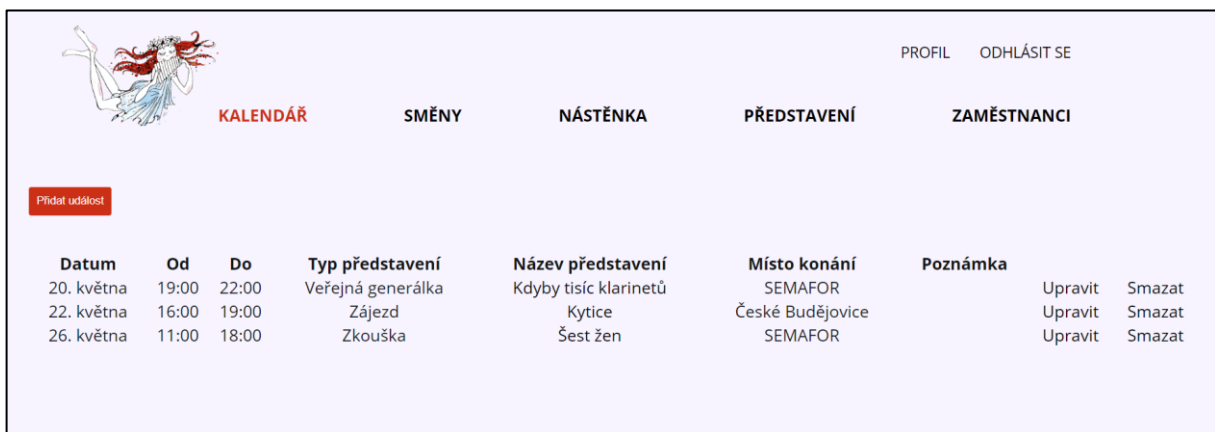 PROFIL ODHLÁSIT SE
KALENDÁŘ SMĚNY NÁSTĚNKA PŘEDSTAVENÍ ZAMĚSTNANCI
Přidat událost
Datum Od Do Typ představení Název představení Místo konání Poznámka
20. května 19:00 22:00 Veřejná generálka Kdyby tisíc klarinetů SEMAFOR Upravit Smazat
22. května 16:00 19:00 Zájezd Kytice České Budějovice Upravit Smazat
26. května 11:00 18:00 Zkouška Šest žen SEMAFOR Upravit Smazat